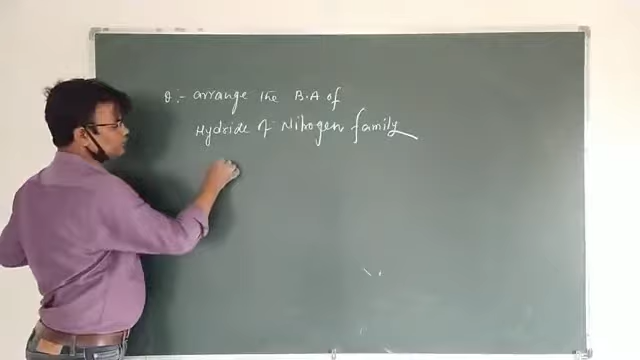 Q:- arrange the B.A of
Hydride of Nitrogen family